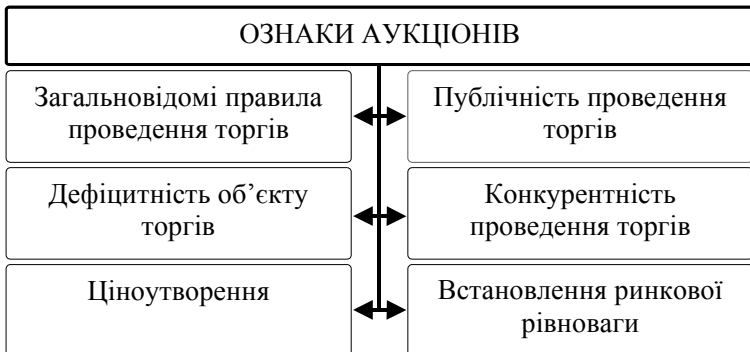 ОЗНАКИ АУКЦІОНІВ
Загальновідомі правила
проведення торгів
Публічність проведення
торгів
Дефіцитність об’єкту
торгів
Конкурентність
проведення торгів
Ціноутворення
Встановлення ринкової
рівноваги